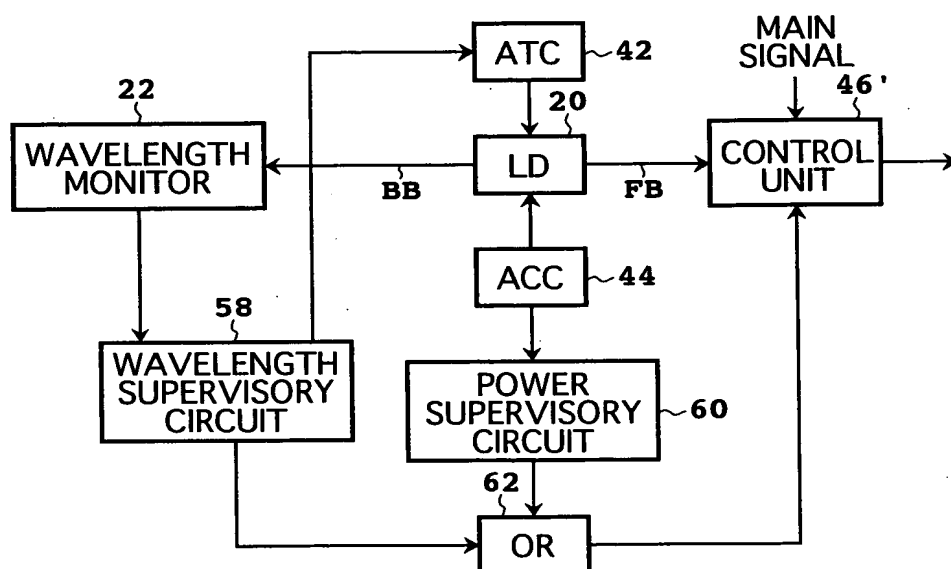 ATC
42
MAIN
SIGNAL
22
20
46'
WAVELENGTH
MONITOR
BB
LD
FB
CONTROL
UNIT
ACC
44
58
WAVELENGTH
SUPERVISORY
CIRCUIT
POWER
SUPERVISORY
CIRCUIT
60
62
OR